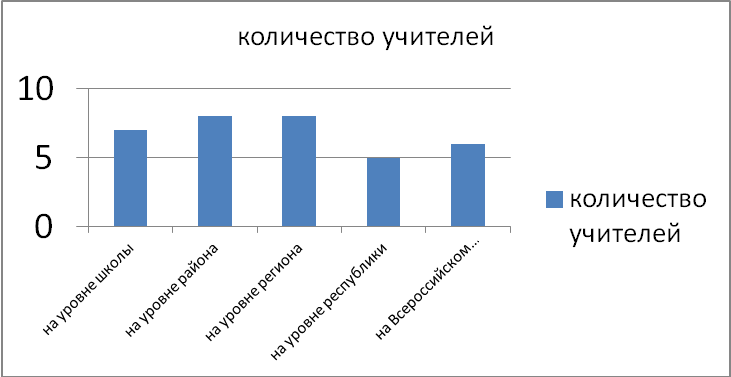 количество учителей
10
5
0
на уровне школы
на уровне района
на уровне региона
на уровне республики
на Всероссийском...
количество
учителей